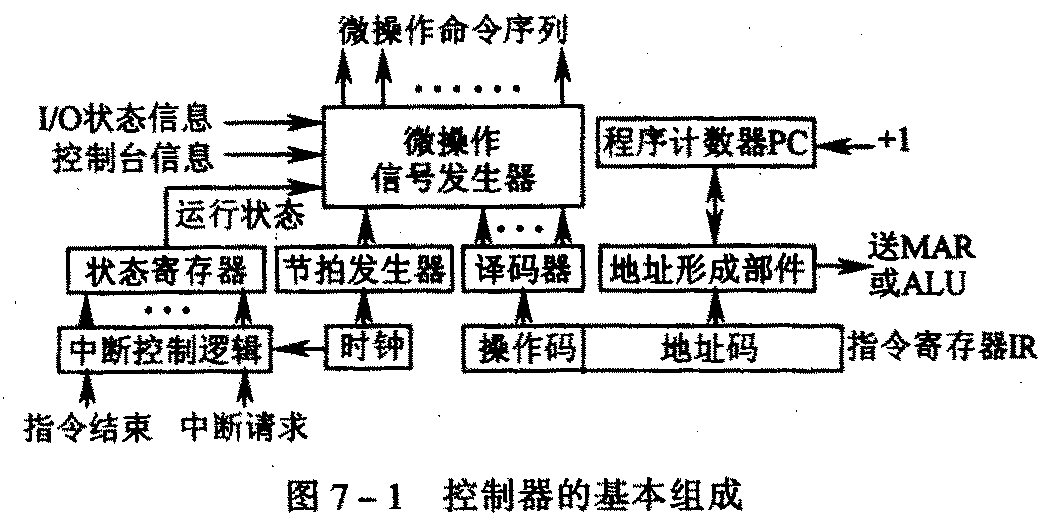 微操作命令序列
I/O状态信息
控制台信息
微操作
信号发生器
程序计数器PC
+1
运行状态
状态寄存器
节拍发生器
译码器
地址形成部件
送MAR
或ALU
中断控制逻辑
时钟
操作码
地址码
指令寄存器IR
指令结束
中断请求
图 7-1 控制器的基本组成